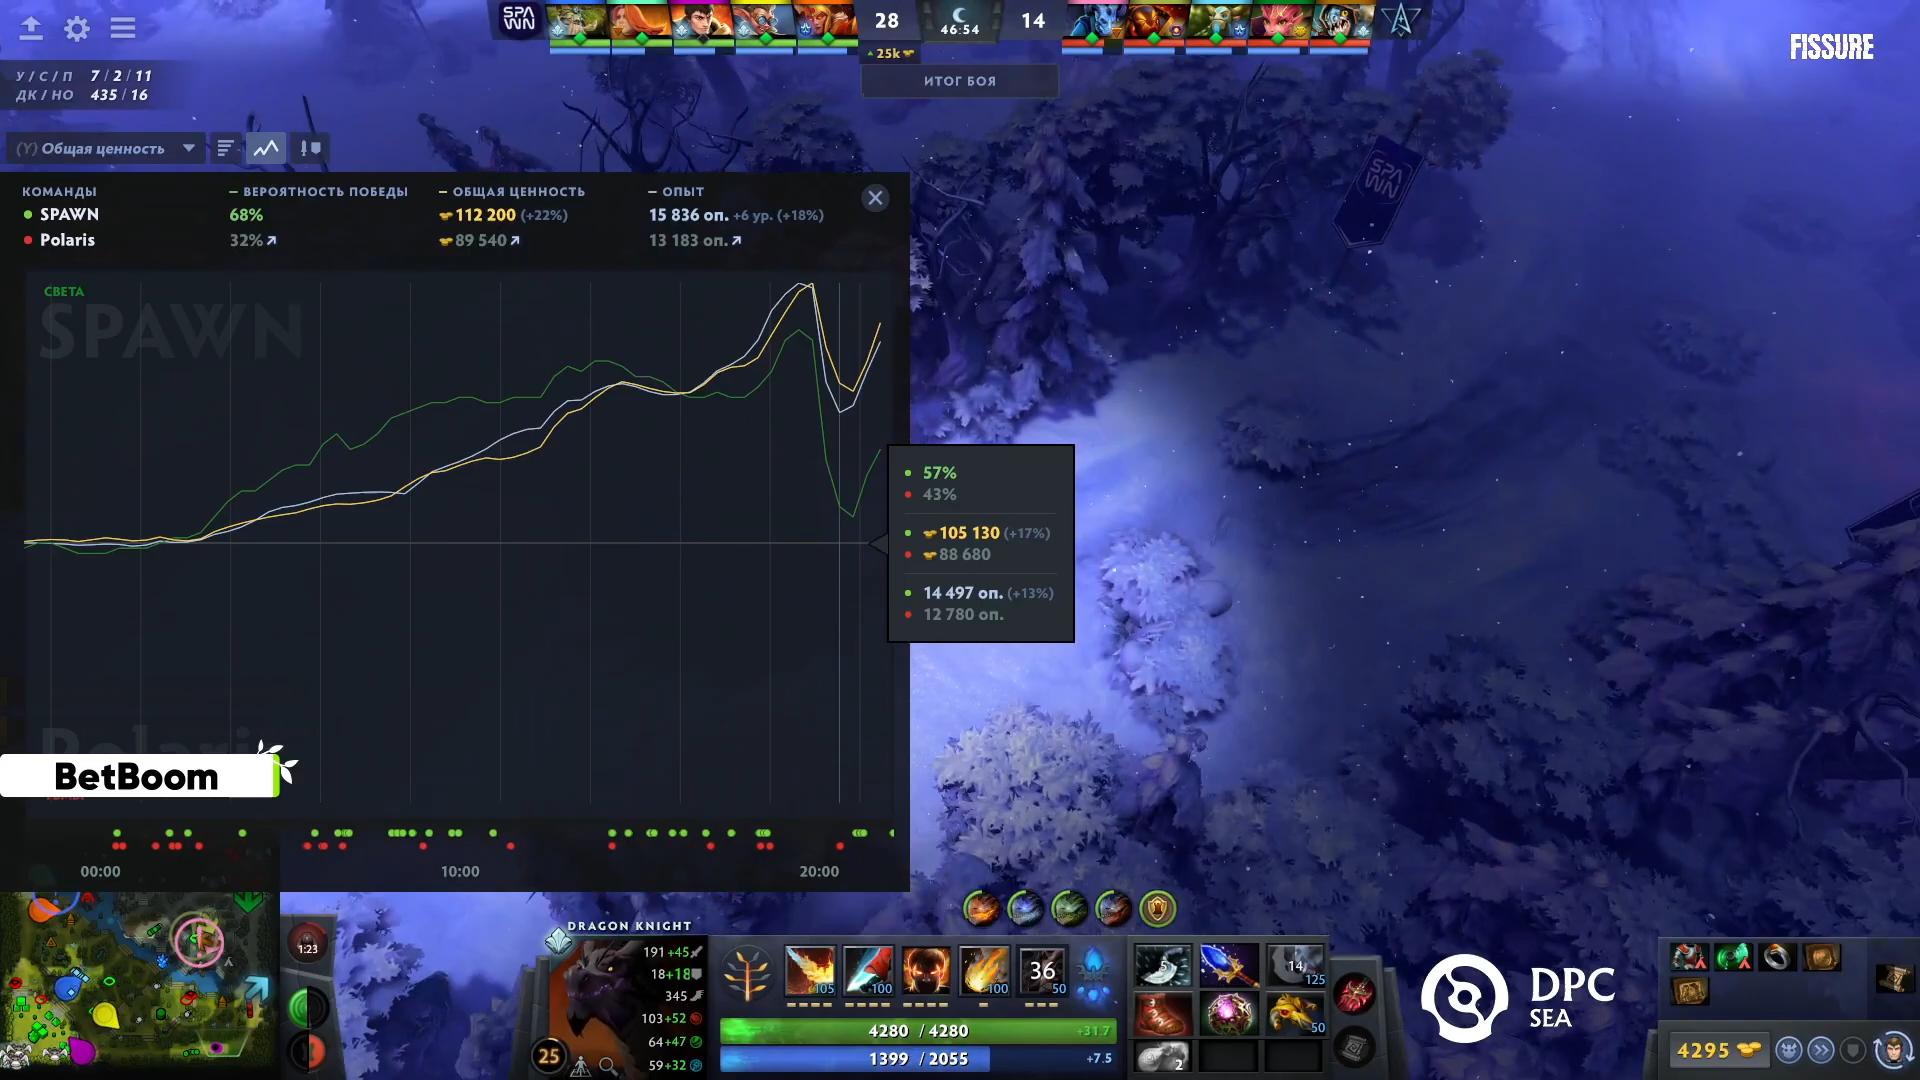 SPA
WN
28
46:54
14
25k
ИТОГ БОЯ
FISSURE
У / С / П 7 / 2 / 11
ДК / НО 435 / 16
(Y) Общая ценность
КОМАНДЫ
ВЕРОЯТНОСТЬ ПОБЕДЫ
ОБЩАЯ ЦЕННОСТЬ
ОПЫТ
SPAWN
68%
112 200 (+22%)
15 836 оп. +6 ур. (+18%)
Polaris
32%
89 540
13 183 оп.
СВЕТА
SPAWN
SPA
WN
57%
43%
105 130 (+17%)
88 680
14 497 оп. (+13%)
12 780 оп.
Polaris
BetBoom
00:00
10:00
20:00
1:23
DRAGON KNIGHT
191 +45
18 +18
345
103 +52
64 +47
59 +32
25
105
100
100
36
50
4280 / 4280
+31.7
1399 / 2055
+7.5
5
14
125
50
2
DPC
SEA
4295